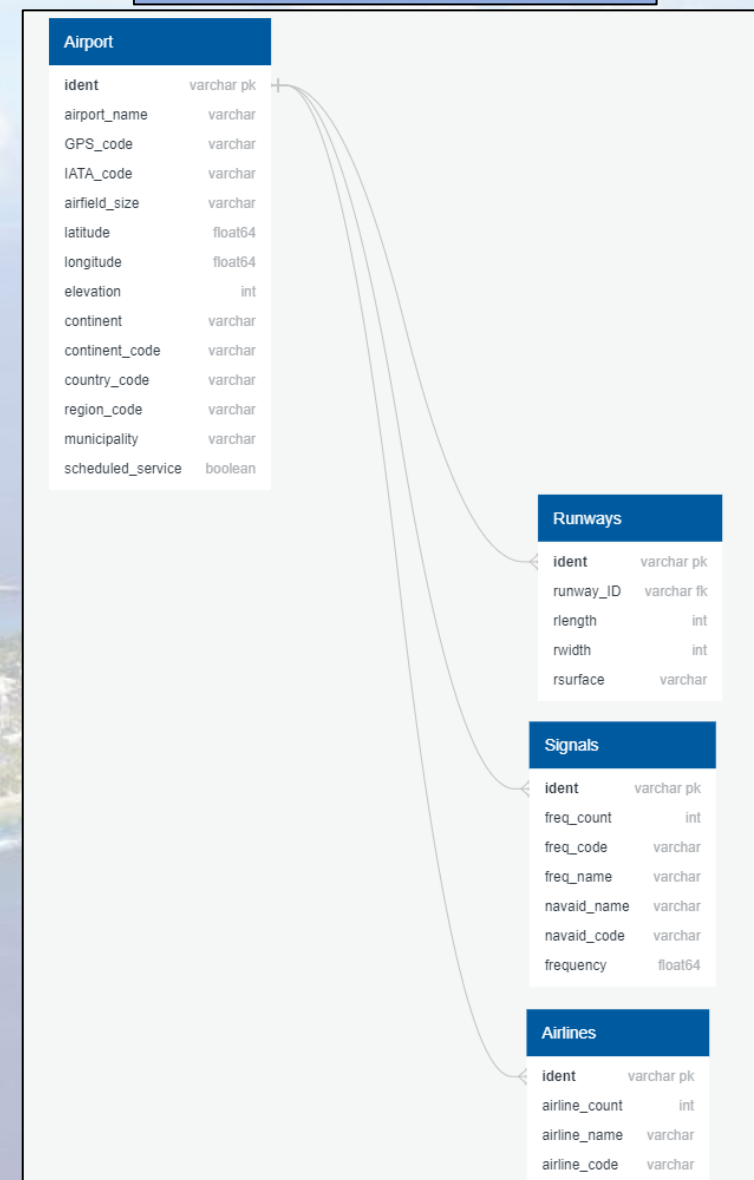 Airport
ident varchar pk
airport_name varchar
GPS_code varchar
IATA_code varchar
airfield_size varchar
latitude float64
longitude float64
elevation int
continent varchar
continent_code varchar
country_code varchar
region_code varchar
municipality varchar
scheduled_service boolean
Runways
ident varchar pk
runway_ID varchar fk
rlength int
rwidth int
rsurface varchar
Signals
ident varchar pk
freq_count int
freq_code varchar
freq_name varchar
navaid_name varchar
navaid_code varchar
frequency float64
Airlines
ident varchar pk
airline_count int
airline_name varchar
airline_code varchar